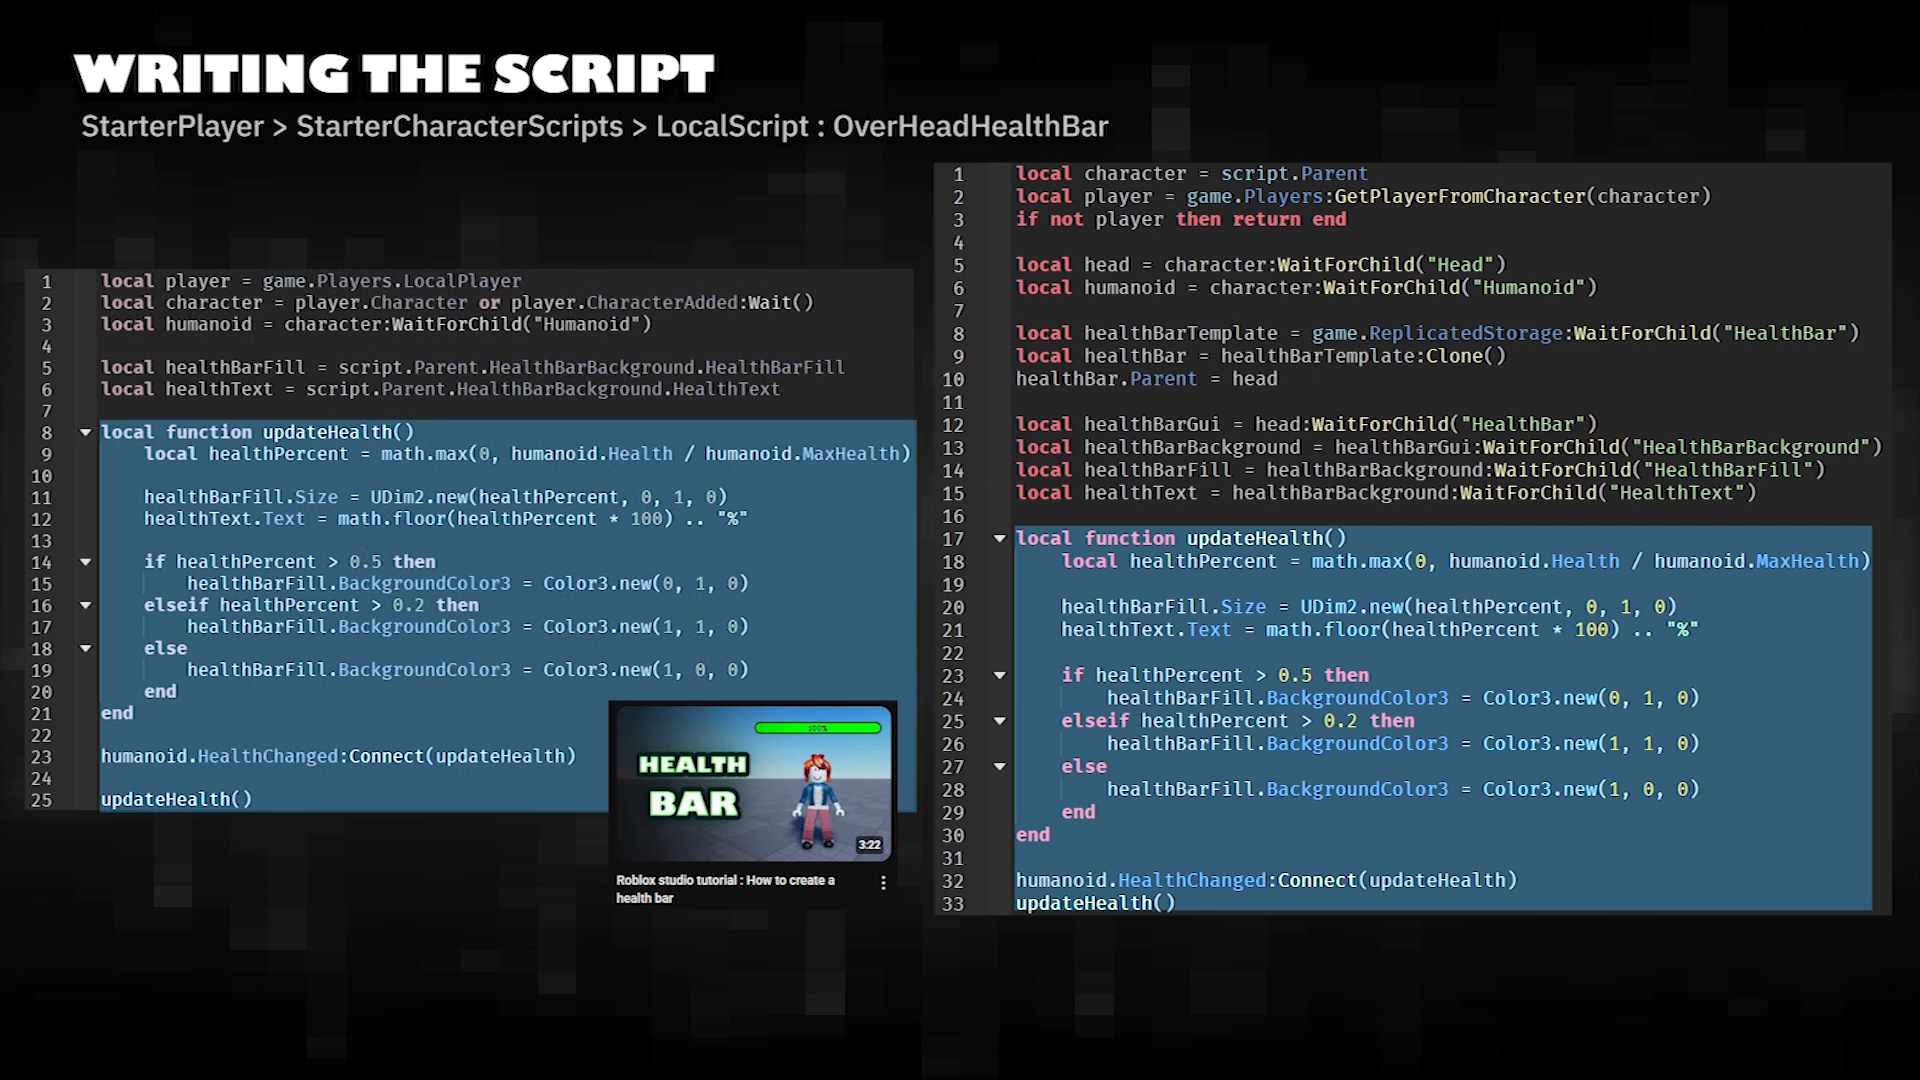 WRITING THE SCRIPT
StarterPlayer > StarterCharacterScripts > LocalScript : OverHeadHealthBar
1 local player = game.Players.LocalPlayer
2 local character = player.Character or player.CharacterAdded:Wait()
3 local humanoid = character:WaitForChild("Humanoid")
4
5 local healthBarFill = script.Parent.HealthBarBackground.HealthBarFill
6 local healthText = script.Parent.HealthBarBackground.HealthText
7
8 local function updateHealth()
9 local healthPercent = math.max(0, humanoid.Health / humanoid.MaxHealth)
10
11 healthBarFill.Size = UDim2.new(healthPercent, 0, 1, 0)
12 healthText.Text = math.floor(healthPercent * 100) .. "%"
13
14 if healthPercent > 0.5 then
15 healthBarFill.BackgroundColor3 = Color3.new(0, 1, 0)
16 elseif healthPercent > 0.2 then
17 healthBarFill.BackgroundColor3 = Color3.new(1, 1, 0)
18 else
19 healthBarFill.BackgroundColor3 = Color3.new(1, 0, 0)
20 end
21 end
22
23 humanoid.HealthChanged:Connect(updateHealth)
24
25 updateHealth()
100%
HEALTH
BAR
3:22
Roblox studio tutorial : How to create a
health bar
1 local character = script.Parent
2 local player = game.Players:GetPlayerFromCharacter(character)
3 if not player then return end
4
5 local head = character:WaitForChild("Head")
6 local humanoid = character:WaitForChild("Humanoid")
7
8 local healthBarTemplate = game.ReplicatedStorage:WaitForChild("HealthBar")
9 local healthBar = healthBarTemplate:Clone()
10 healthBar.Parent = head
11
12 local healthBarGui = head:WaitForChild("HealthBar")
13 local healthBarBackground = healthBarGui:WaitForChild("HealthBarBackground")
14 local healthBarFill = healthBarBackground:WaitForChild("HealthBarFill")
15 local healthText = healthBarBackground:WaitForChild("HealthText")
16
17 local function updateHealth()
18 local healthPercent = math.max(0, humanoid.Health / humanoid.MaxHealth)
19
20 healthBarFill.Size = UDim2.new(healthPercent, 0, 1, 0)
21 healthText.Text = math.floor(healthPercent * 100) .. "%"
22
23 if healthPercent > 0.5 then
24 healthBarFill.BackgroundColor3 = Color3.new(0, 1, 0)
25 elseif healthPercent > 0.2 then
26 healthBarFill.BackgroundColor3 = Color3.new(1, 1, 0)
27 else
28 healthBarFill.BackgroundColor3 = Color3.new(1, 0, 0)
29 end
30 end
31
32 humanoid.HealthChanged:Connect(updateHealth)
33 updateHealth()